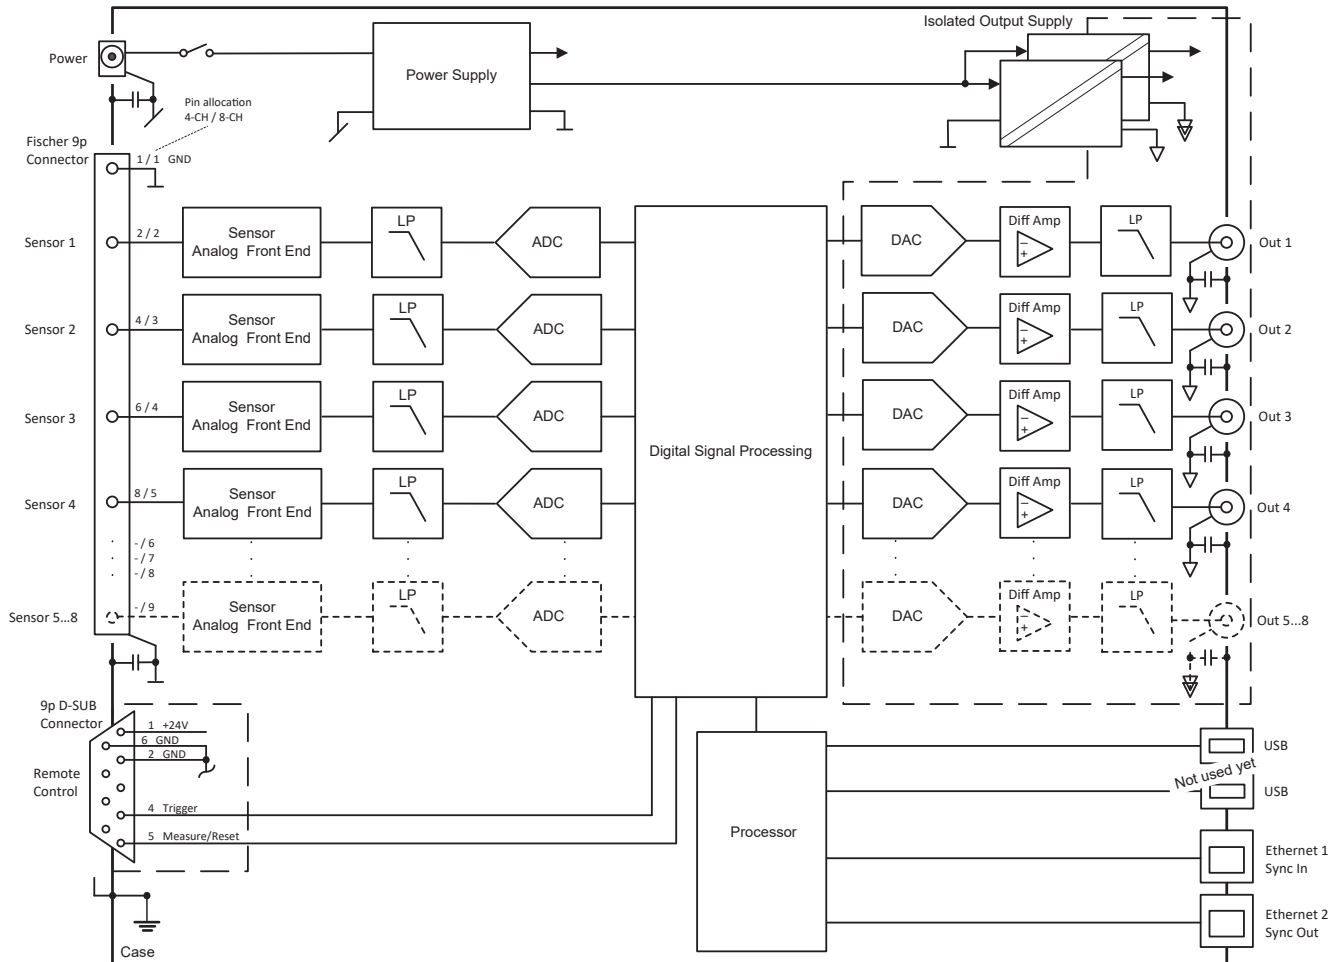 Isolated Output Supply
Power
Power Supply
Pin allocation
4-CH / 8-CH
Fischer 9p
Connector
1 / 1 GND
Sensor 1
2 / 2
Sensor
Analog Front End
LP
ADC
DAC
Diff Amp
−
+
LP
Out 1
Sensor 2
4 / 3
Sensor
Analog Front End
LP
ADC
DAC
Diff Amp
−
+
LP
Out 2
Sensor 3
6 / 4
Sensor
Analog Front End
LP
ADC
DAC
Diff Amp
−
+
LP
Out 3
Digital Signal Processing
Sensor 4
8 / 5
Sensor
Analog Front End
LP
ADC
DAC
Diff Amp
−
+
LP
Out 4
- / 6
- / 7
- / 8
Sensor 5...8
- / 9
Sensor
Analog Front End
LP
ADC
DAC
Diff Amp
−
+
LP
Out 5...8
9p D-SUB
Connector
1 +24V
6 GND
2 GND
Remote
Control
4 Trigger
5 Measure/Reset
Processor
USB
Not used yet
USB
Ethernet 1
Sync In
Ethernet 2
Sync Out
Case